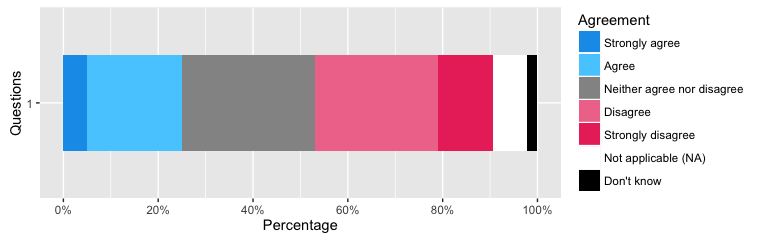 Agreement
Strongly agree
Agree
Neither agree nor disagree
Disagree
Strongly disagree
Not applicable (NA)
Don't know
Questions
1
0% 20% 40% 60% 80% 100%
Percentage